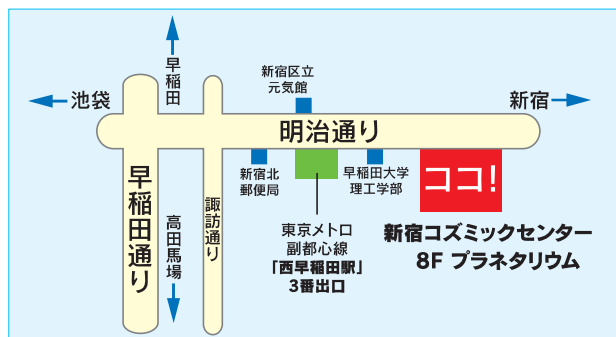 早稲田
新宿区立
元気館
池袋
新宿
明治通り
早稲田通り
高田馬場
諏訪通り
新宿北
郵便局
東京メトロ
副都心線
「西早稲田駅」
3番出口
早稲田大学
理工学部
ココ!
新宿コズミックセンター
8F プラネタリウム